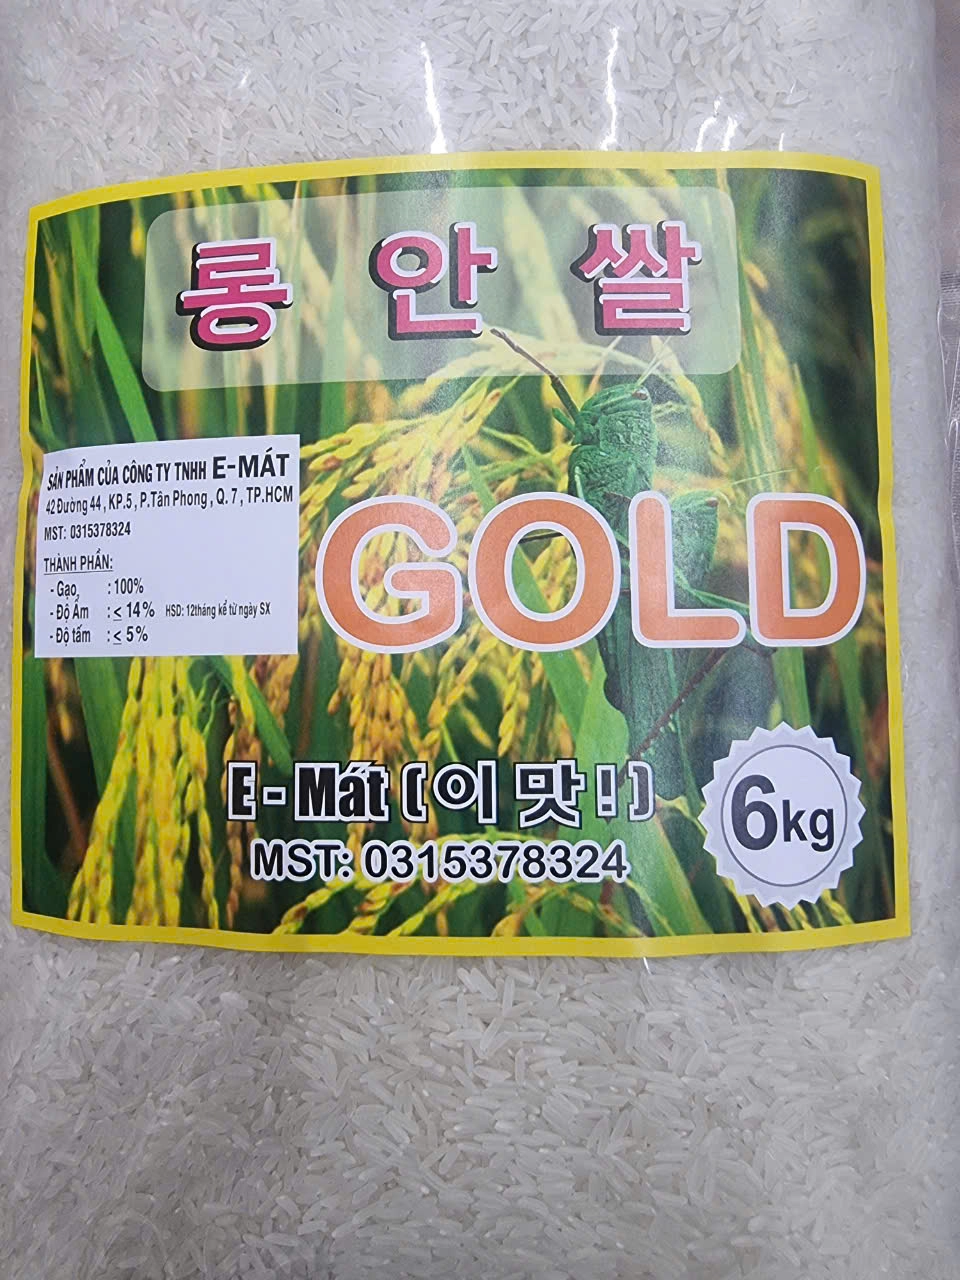 롱 안 쌀
SẢN PHẨM CỦA CÔNG TY TNHH E-MÁT
42 Đường 44, KP.5, P.Tân Phong, Q.7, TP.HCM
MST: 0315378324
THÀNH PHẦN:
- Gạo : 100%
- Độ Ẩm : ≤ 14% HSD: 12tháng kể từ ngày SX
- Độ tấm : ≤ 5%
GOLD
E - Mát ( 이 맛 ! )
MST: 0315378324
6kg